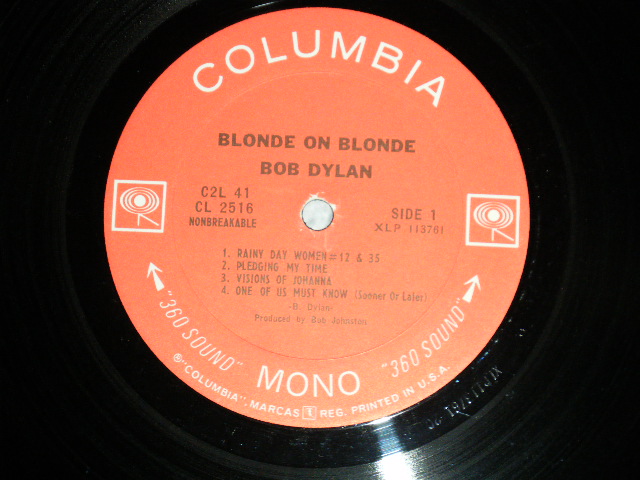 COLUMBIA
BLONDE ON BLONDE
BOB DYLAN
C2L 41
CL 2516
NONBREAKABLE
SIDE 1
XLP 113761
1. RAINY DAY WOMEN #12 & 35
2. PLEDGING MY TIME
3. VISIONS OF JOHANNA
4. ONE OF US MUST KNOW (Sooner Or Later)
-B. Dylan-
Produced by Bob Johnston
"360 SOUND"
MONO
"360 SOUND"
℗"COLUMBIA", MARCAS REG. PRINTED IN U.S.A.